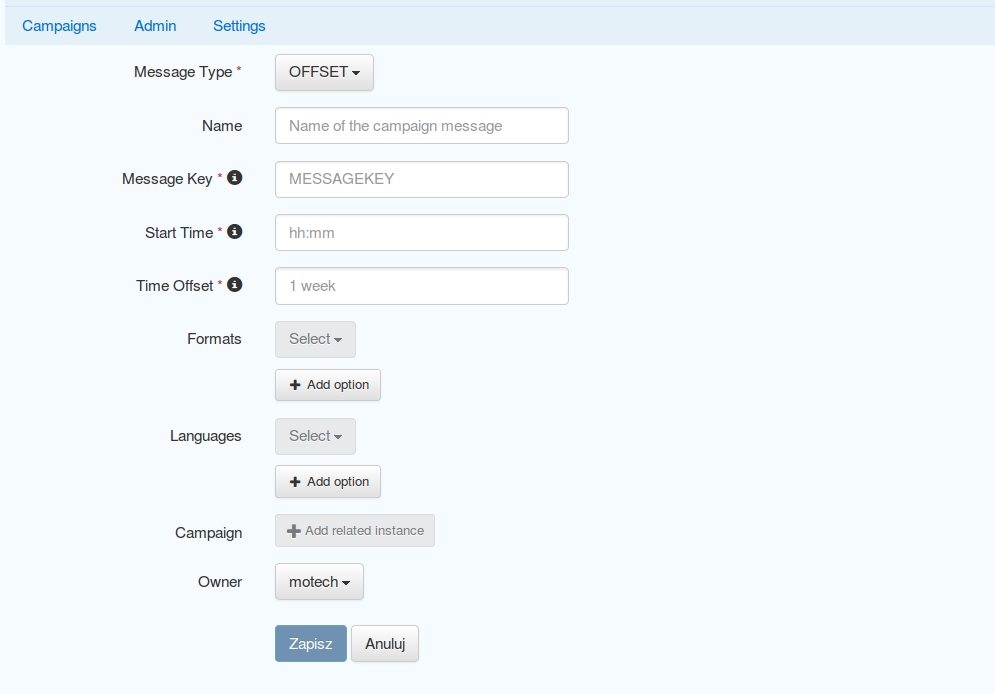 Campaigns Admin Settings
Message Type * OFFSET
Name Name of the campaign message
Message Key * MESSAGEKEY
Start Time * hh:mm
Time Offset * 1 week
Formats Select
Add option
Languages Select
Add option
Campaign Add related instance
Owner motech
Zapisz Anuluj